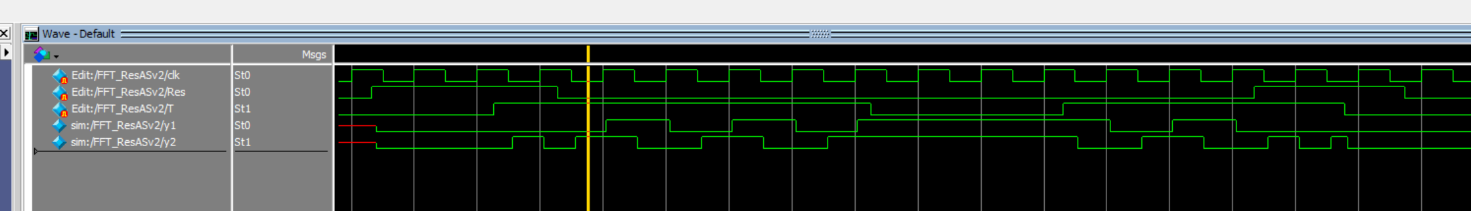 Wave - Default
Msgs
Edit:/FFT_ResASv2/clk St0
Edit:/FFT_ResASv2/Res St0
Edit:/FFT_ResASv2/T St1
sim:/FFT_ResASv2/y1 St0
sim:/FFT_ResASv2/y2 St1